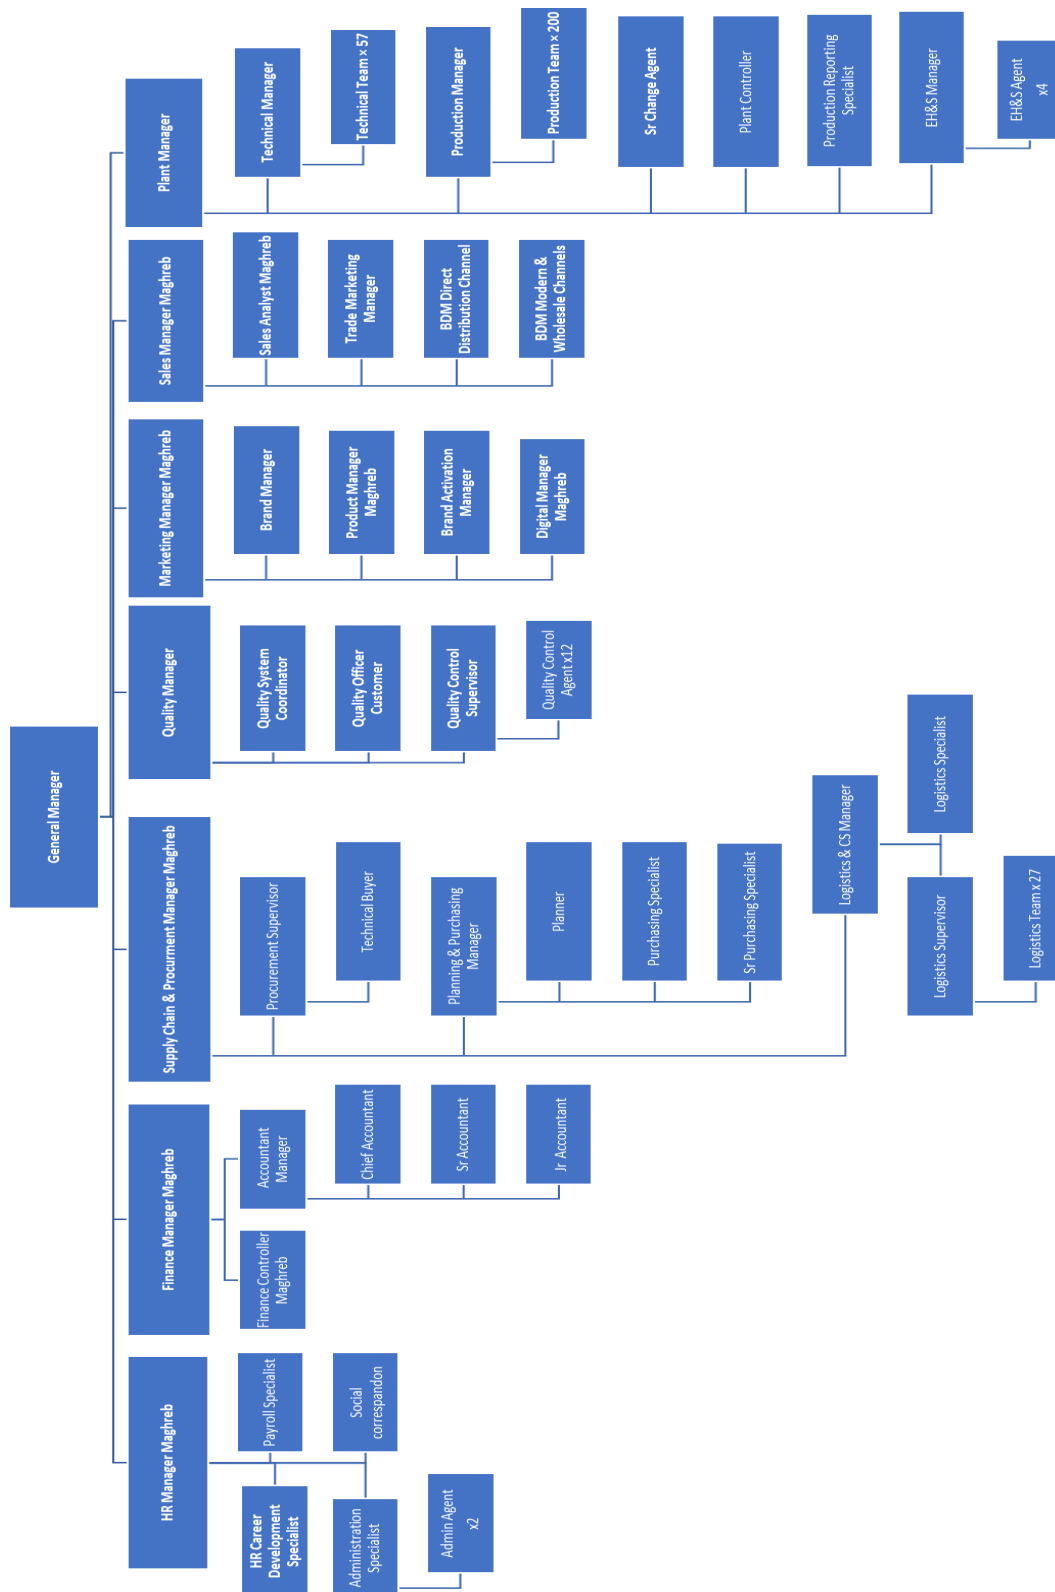 General Manager
HR Manager Maghreb
HR Career
Development
Specialist
Payroll Specialist
Administration
Specialist
Social
correspandon
Admin Agent
x2
Finance Manager Maghreb
Finance Controller
Maghreb
Accountant
Manager
Chief Accountant
Sr Accountant
Jr Accountant
Supply Chain & Procurment Manager Maghreb
Procurement Supervisor
Technical Buyer
Planning & Purchasing
Manager
Planner
Purchasing Specialist
Sr Purchasing Specialist
Logistics & CS Manager
Logistics Supervisor
Logistics Specialist
Logistics Team x 27
Quality Manager
Quality System
Coordinator
Quality Officer
Customer
Quality Control
Supervisor
Quality Control
Agent x12
Marketing Manager Maghreb
Brand Manager
Product Manager
Maghreb
Brand Activation
Manager
Digital Manager
Maghreb
Sales Manager Maghreb
Sales Analyst Maghreb
Trade Marketing
Manager
BDM Direct
Distribution Channel
BDM Modern &
Wholesale Channels
Plant Manager
Technical Manager
Technical Team x 57
Production Manager
Production Team x 200
Sr Change Agent
Plant Controller
Production Reporting
Specialist
EH&S Manager
EH&S Agent
x4